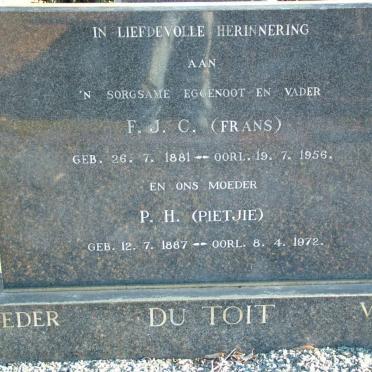 IN LIEFDEVOLLE HERINNERING
AAN
'N SORGSAME EGGENOOT EN VADER
F. J. C. (FRANS)
GEB. 26. 7. 1881 -- OORL. 19. 7. 1956.
EN ONS MOEDER
P. H. (PIETJIE)
GEB. 12. 7. 1887 -- OORL. 8. 4. 1972.
EDER DU TOIT V